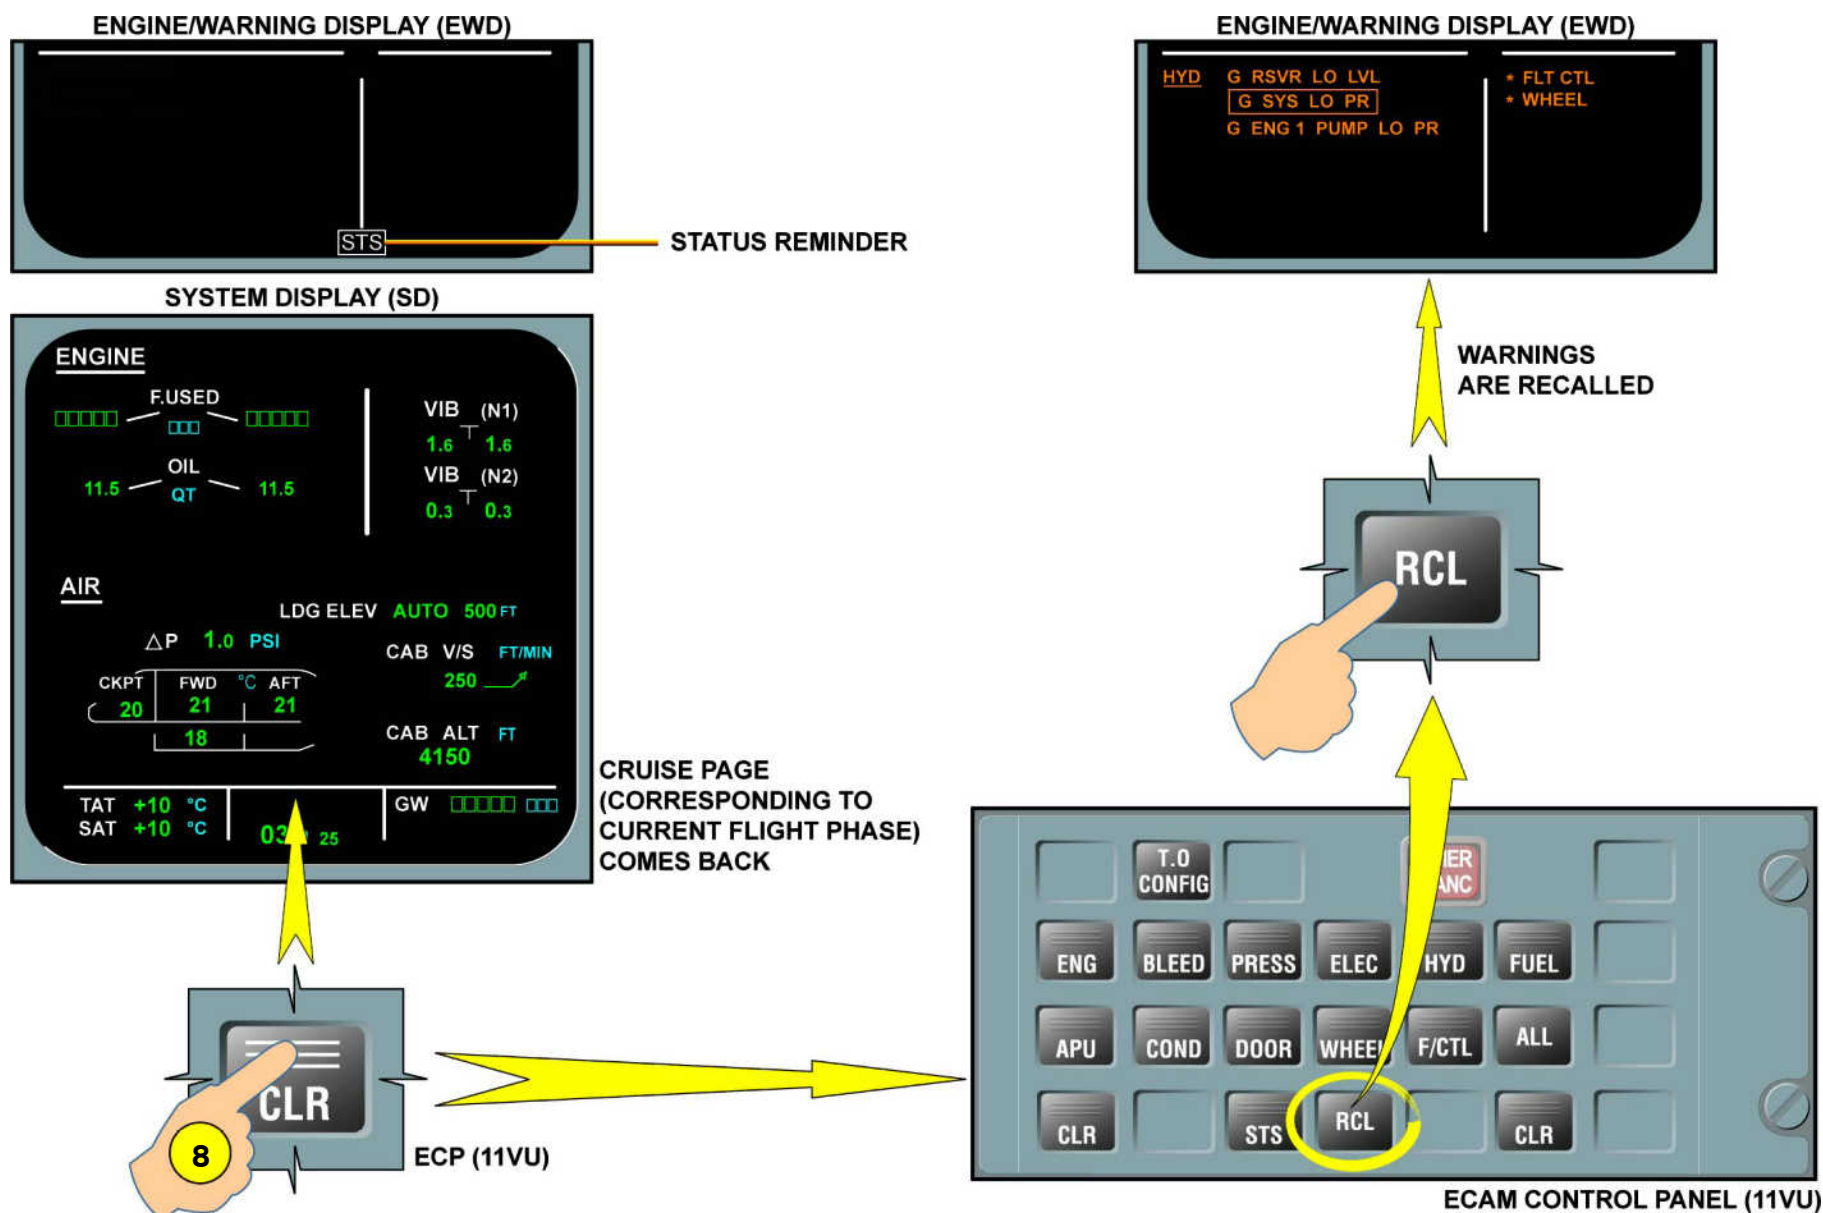 ENGINE/WARNING DISPLAY (EWD)
STS
STATUS REMINDER
SYSTEM DISPLAY (SD)
ENGINE
F.USED
OIL
11.5 QT 11.5
VIB (N1)
1.6 1.6
VIB (N2)
0.3 0.3
AIR
LDG ELEV AUTO 500 FT
△P 1.0 PSI
CAB V/S FT/MIN
250
CKPT FWD °C AFT
20 21 21
18
CAB ALT FT
4150
TAT +10 °C
SAT +10 °C
03 25
GW
CRUISE PAGE
(CORRESPONDING TO
CURRENT FLIGHT PHASE)
COMES BACK
CLR
8
ECP (11VU)
ENGINE/WARNING DISPLAY (EWD)
HYD G RSVR LO LVL
G SYS LO PR
G ENG 1 PUMP LO PR
* FLT CTL
* WHEEL
WARNINGS
ARE RECALLED
RCL
T.O
CONFIG
ENG BLEED PRESS ELEC HYD FUEL
APU COND DOOR WHEEL F/CTL ALL
CLR STS RCL CLR
ECAM CONTROL PANEL (11VU)